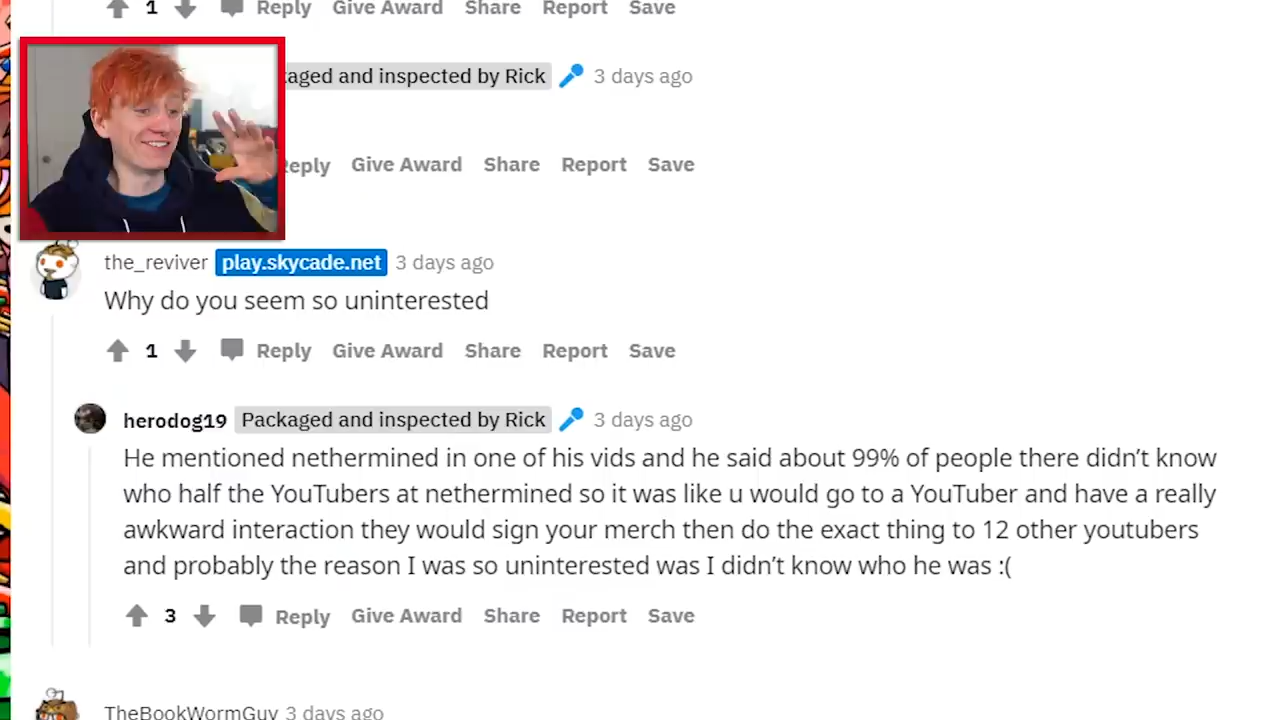 1 Reply Give Award Share Report Save
kaged and inspected by Rick 3 days ago
Reply Give Award Share Report Save
the_reviver play.skycade.net 3 days ago
Why do you seem so uninterested
1 Reply Give Award Share Report Save
herodog19 Packaged and inspected by Rick 3 days ago
He mentioned nethermined in one of his vids and he said about 99% of people there didn’t know
who half the YouTubers at nethermined so it was like u would go to a YouTuber and have a really
awkward interaction they would sign your merch then do the exact thing to 12 other youtubers
and probably the reason I was so uninterested was I didn’t know who he was :(
3 Reply Give Award Share Report Save
TheBookWormGuy 3 days ago